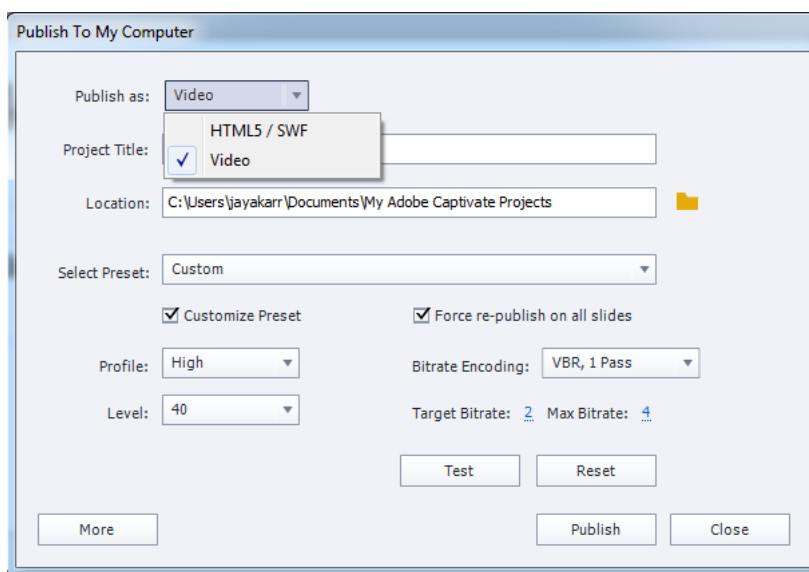 Publish To My Computer
Publish as: Video
HTML5 / SWF
Project Title:
Video
Location: C:\Users\jayakarr\Documents\My Adobe Captivate Projects
Select Preset: Custom
Customize Preset Force re-publish on all slides
Profile: High Bitrate Encoding: VBR, 1 Pass
Level: 40 Target Bitrate: 2 Max Bitrate: 4
Test Reset
More Publish Close